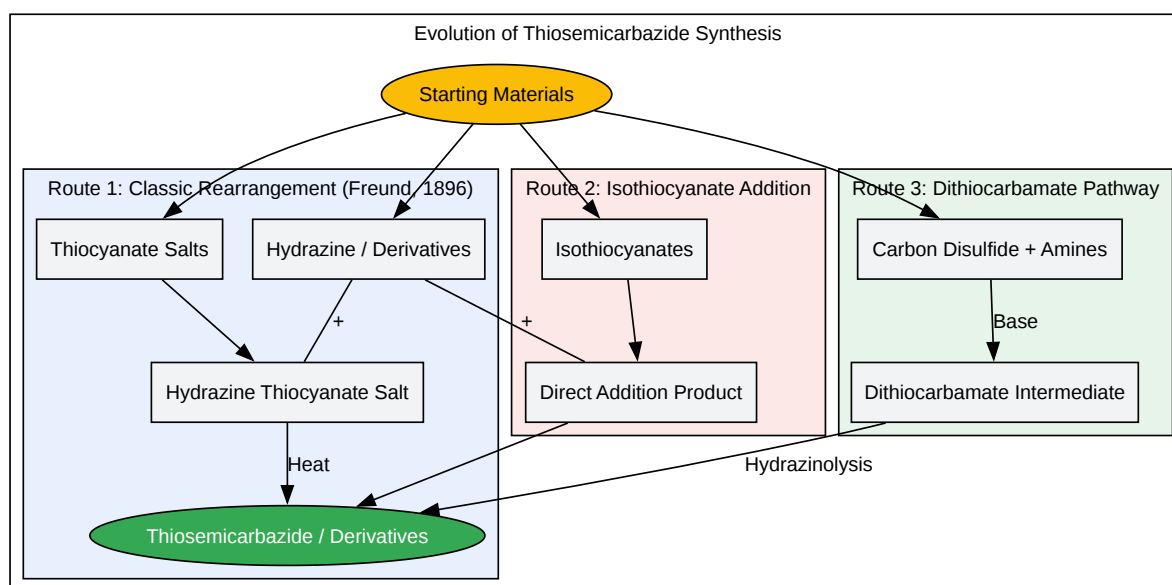 Evolution of Thiosemicarbazide Synthesis
Starting Materials
Route 1: Classic Rearrangement (Freund, 1896)
Route 2: Isothiocyanate Addition
Route 3: Dithiocarbamate Pathway
Thiocyanate Salts
Hydrazine / Derivatives
Isothiocyanates
Carbon Disulfide + Amines
+
+
Base
Hydrazine Thiocyanate Salt
Direct Addition Product
Dithiocarbamate Intermediate
Heat
Hydrazinolysis
Thiosemicarbazide / Derivatives